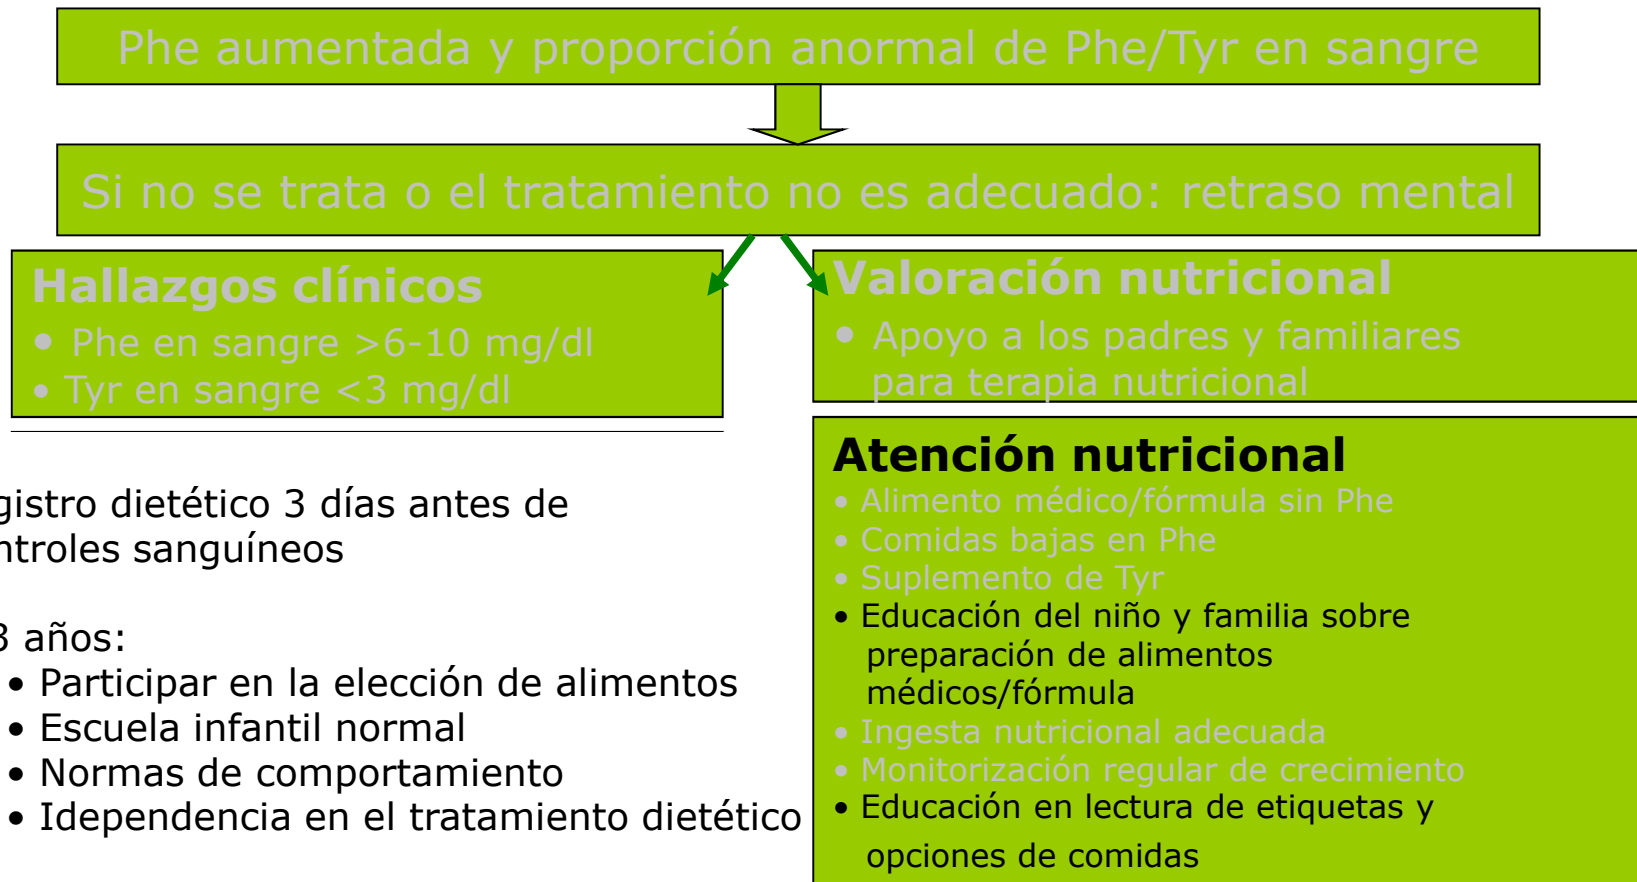 Phe aumentada y proporción anormal de Phe/Tyr en sangre
Si no se trata o el tratamiento no es adecuado: retraso mental
Hallazgos clínicos
• Phe en sangre >6-10 mg/dl
• Tyr en sangre <3 mg/dl
Valoración nutricional
• Apoyo a los padres y familiares
para terapia nutricional
gistro dietético 3 días antes de
ntroles sanguíneos
3 años:
• Participar en la elección de alimentos
• Escuela infantil normal
• Normas de comportamiento
• Idependencia en el tratamiento dietético
Atención nutricional
• Alimento médico/fórmula sin Phe
• Comidas bajas en Phe
• Suplemento de Tyr
• Educación del niño y familia sobre
preparación de alimentos
médicos/fórmula
• Ingesta nutricional adecuada
• Monitorización regular de crecimiento
• Educación en lectura de etiquetas y
opciones de comidas